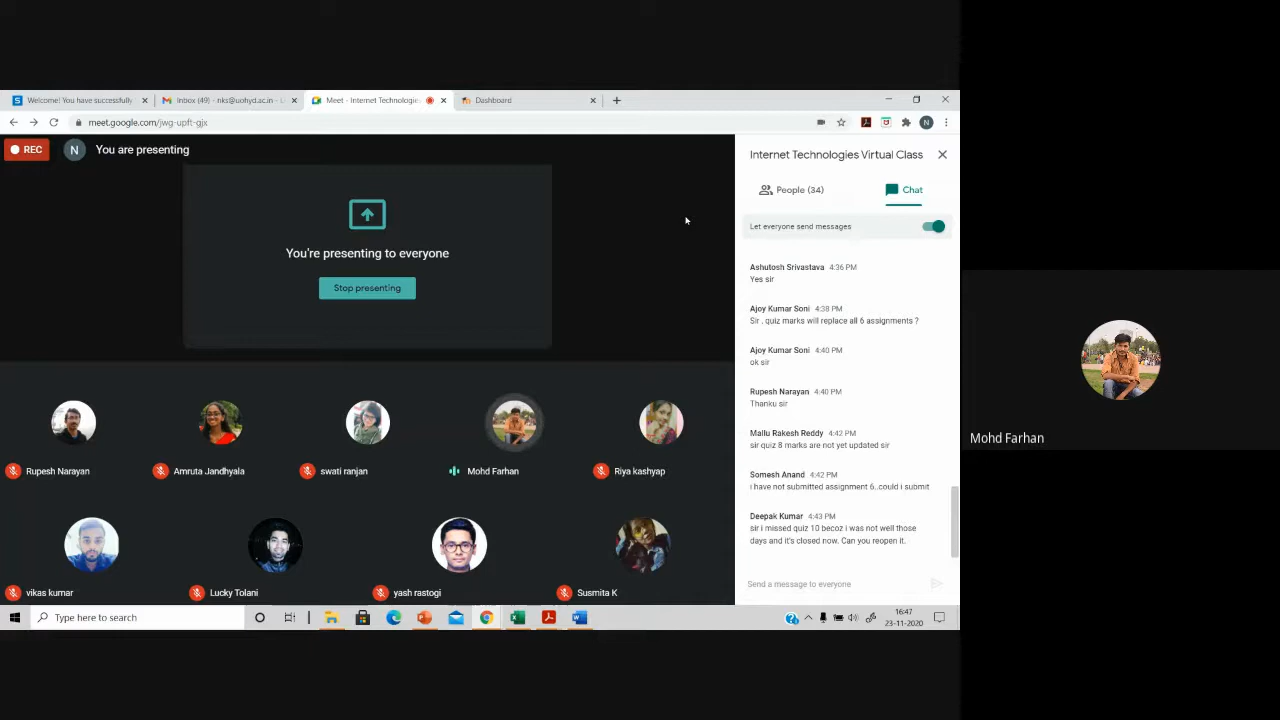 Welcome! You have successfully
Inbox (49) - nks@uohyd.ac.in - U
Meet - Internet Technologies
Dashboard
meet.google.com/jwg-upft-gjx
REC
N
You are presenting
N
Internet Technologies Virtual Class
People (34)
Chat
Let everyone send messages
You're presenting to everyone
Stop presenting
Ashutosh Srivastava 4:36 PM
Yes sir
Ajoy Kumar Soni 4:38 PM
Sir . quiz marks will replace all 6 assignments ?
Ajoy Kumar Soni 4:40 PM
ok sir
Rupesh Narayan 4:40 PM
Thanku sir
Mallu Rakesh Reddy 4:42 PM
sir quiz 8 marks are not yet updated sir
Somesh Anand 4:42 PM
i have not submitted assignment 6..could i submit
Deepak Kumar 4:43 PM
sir i missed quiz 10 becoz i was not well those
days and it's closed now. Can you reopen it.
Send a message to everyone
Rupesh Narayan
Amruta Jandhyala
swati ranjan
Mohd Farhan
Riya kashyap
vikas kumar
Lucky Tolani
yash rastogi
Susmita K
Mohd Farhan
Type here to search
16:47
23-11-2020